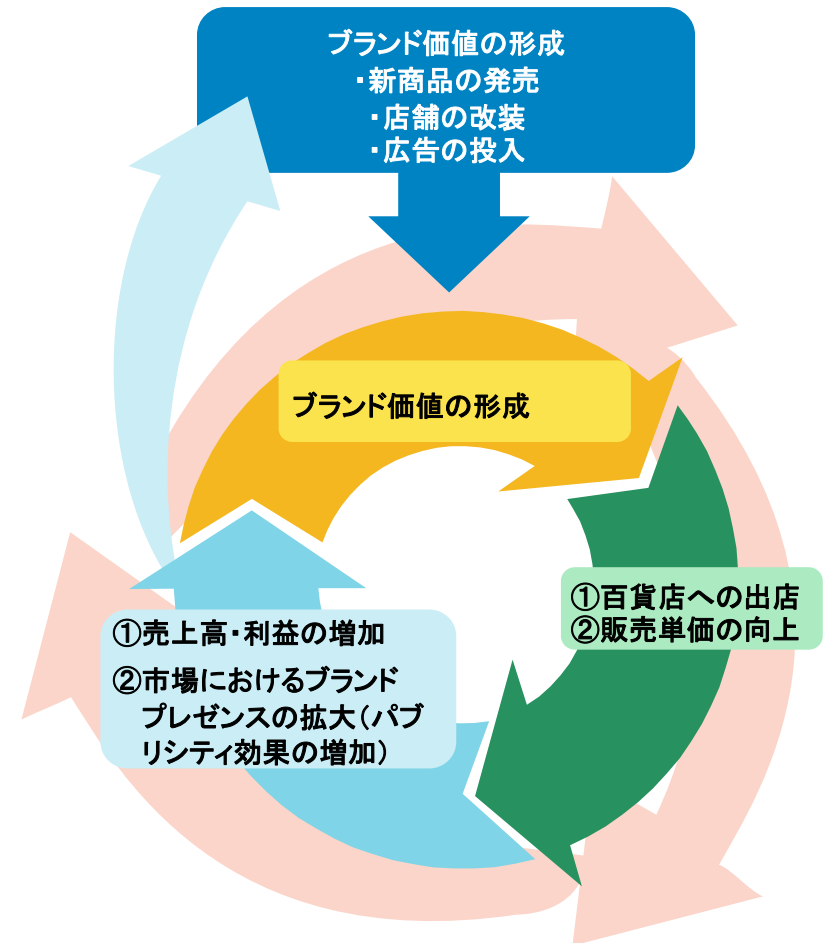 ブランド価値の形成
・新商品の発売
・店舗の改装
・広告の投入
ブランド価値の形成
①百貨店への出店
②販売単価の向上
①売上高・利益の増加
②市場におけるブランド
プレゼンスの拡大(パブ
リシティ効果の増加)